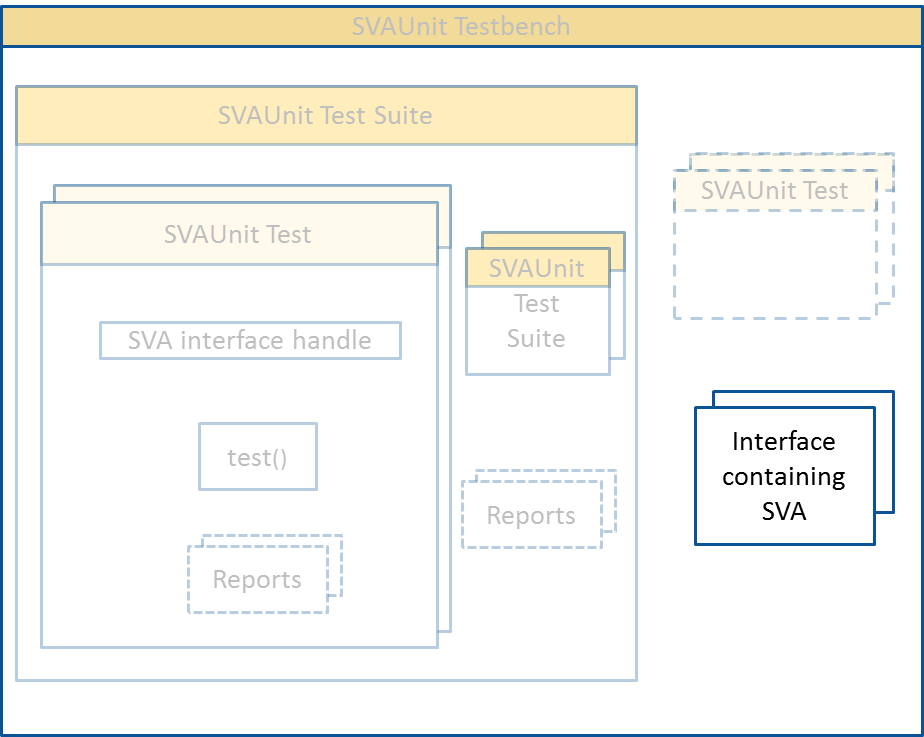 SVAUnit Testbench
SVAUnit Test Suite
SVAUnit Test
SVA interface handle
test()
Reports
SVAUnit
Test
Suite
Reports
SVAUnit Test
Interface
containing
SVA